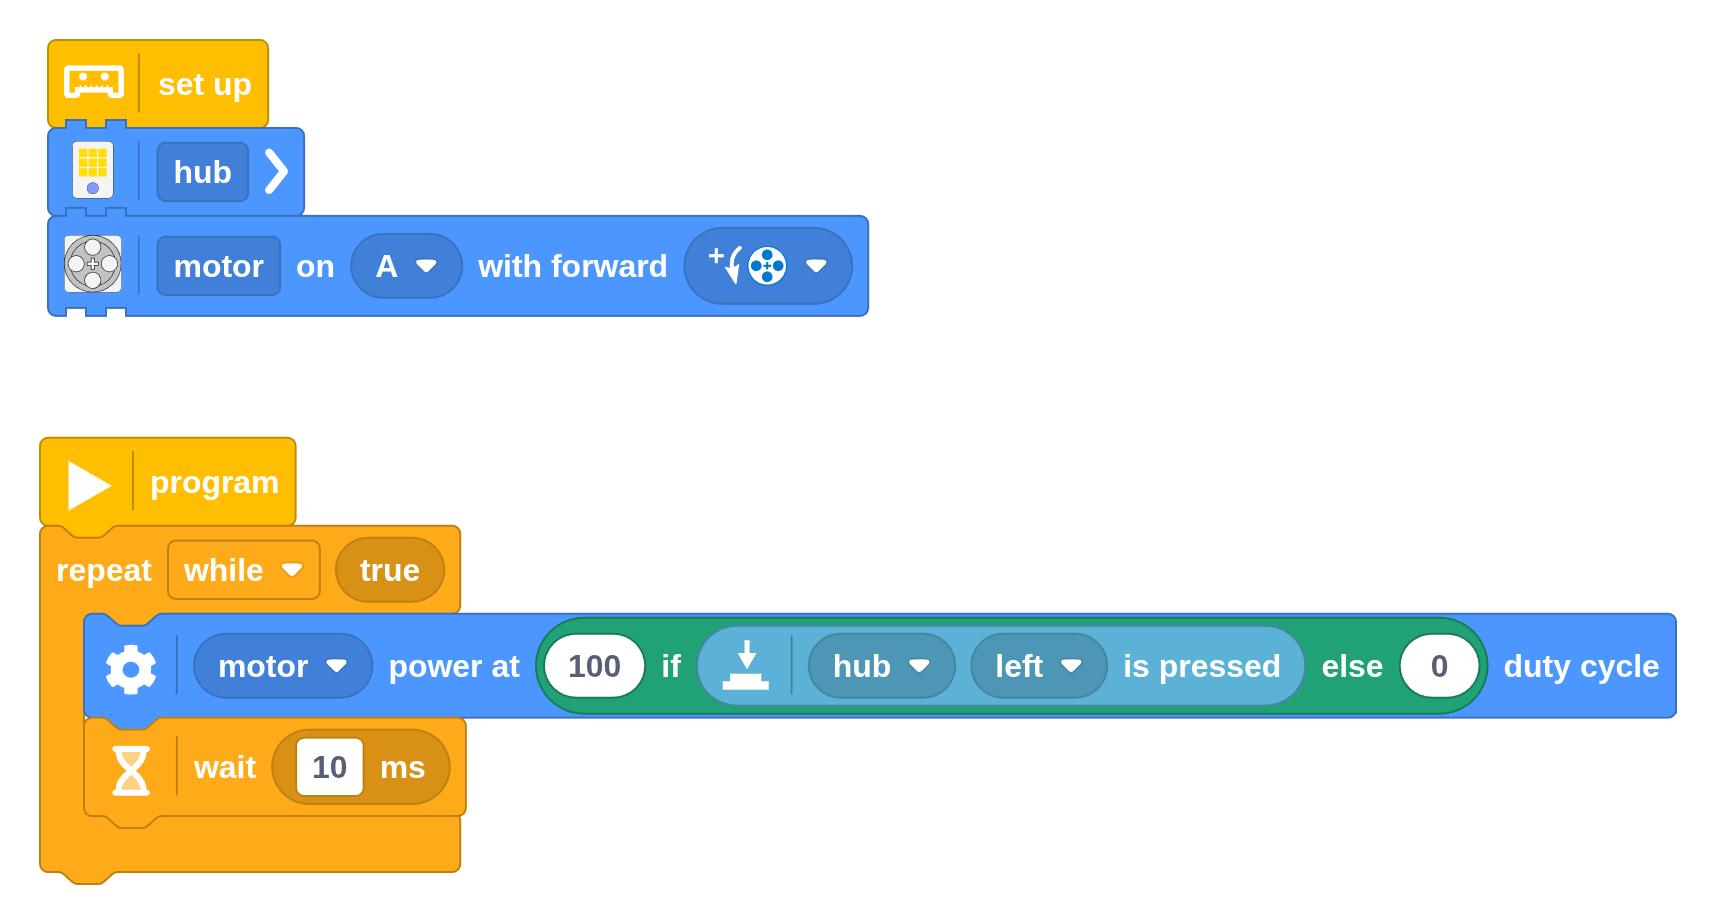 set up
hub
motor on A with forward +
program
repeat while true
motor power at 100 if hub left is pressed else 0 duty cycle
wait 10 ms